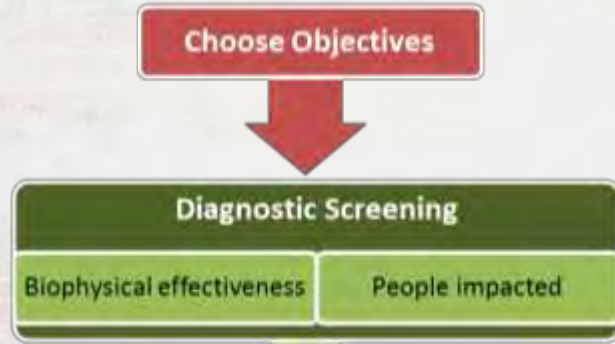 Choose Objectives
Diagnostic Screening
Biophysical effectiveness People impacted